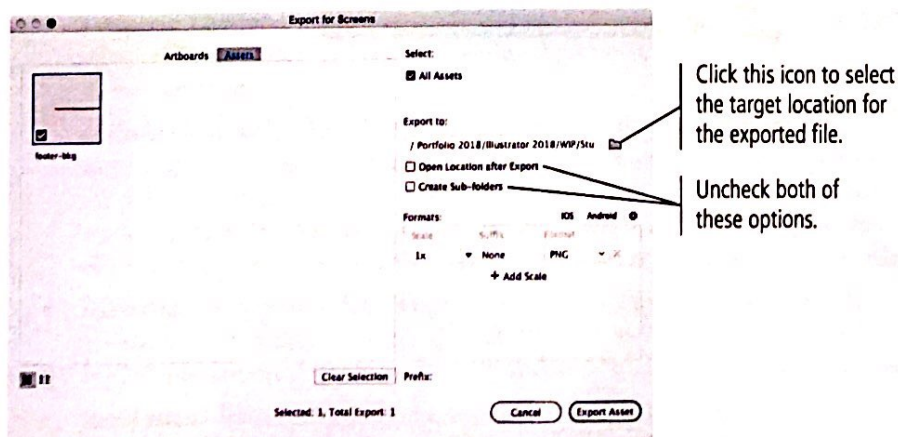 Export for Screens
Artboards Assets
footer-bkg
Select:
All Assets
Export to:
/ Portfolio 2018/Illustrator 2018/WIP/Stu
Open Location after Export
Create Sub-folders
Formats: iOS Android
Scale Suffix Format
1x None PNG
+ Add Scale
Clear Selection
Prefix:
Selected: 1, Total Export: 1
Cancel
Export Asset
Click this icon to select
the target location for
the exported file.
Uncheck both of
these options.